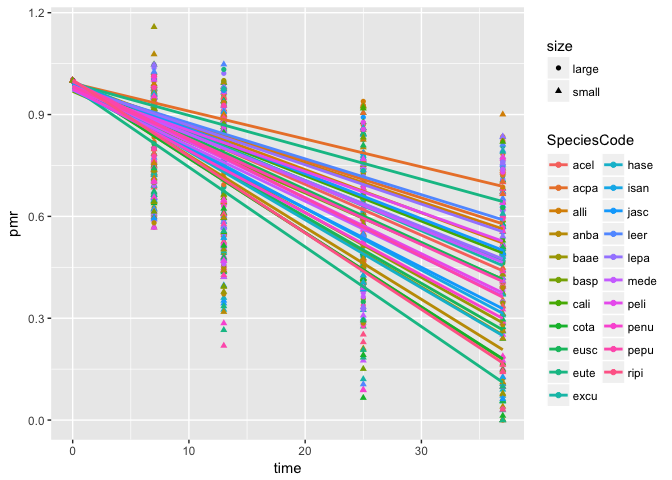 1.2
0.9
0.6
0.3
0.0
pmr
0
10
20
30
time
size
large
small
SpeciesCode
acel
acpa
alli
anba
baae
basp
cali
cota
eusc
eute
excu
hase
isan
jasc
leer
lepa
mede
peli
penu
pepu
ripi